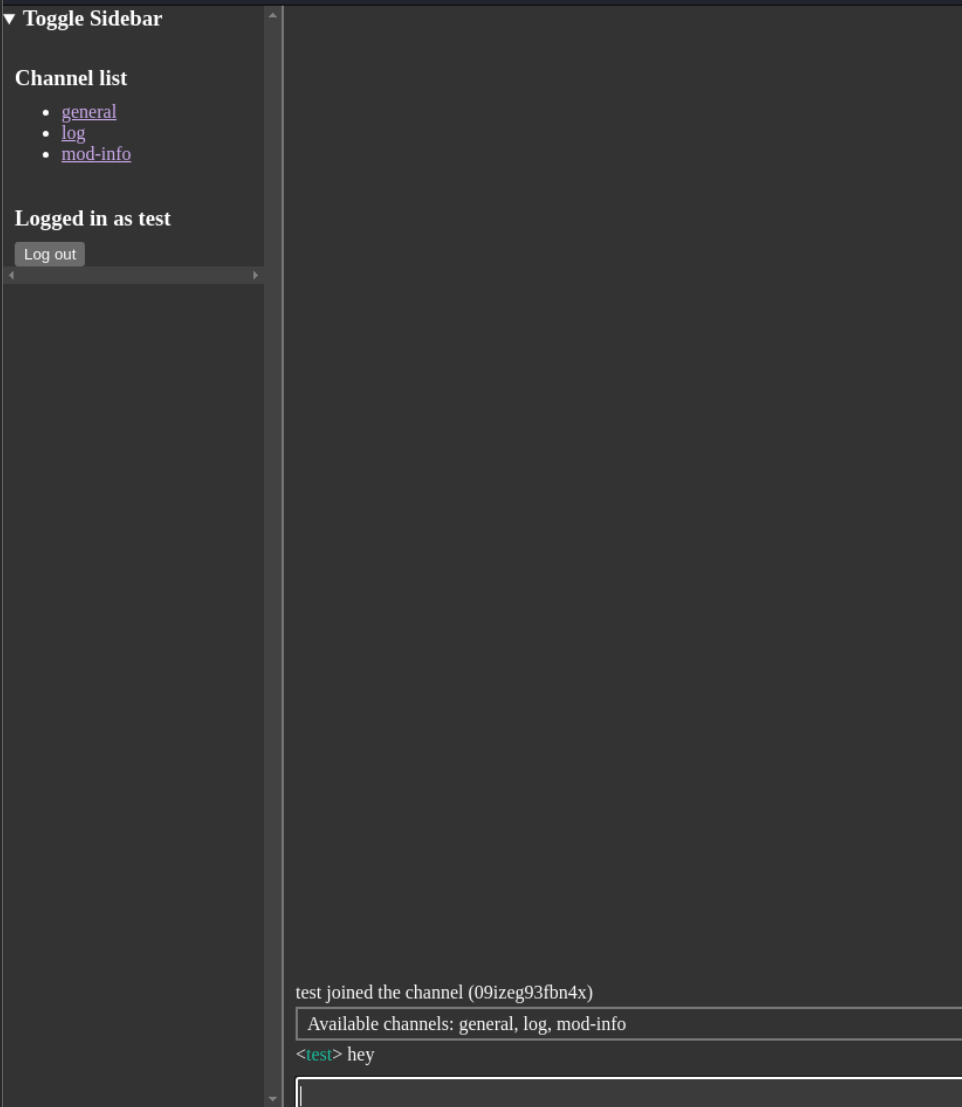 Toggle Sidebar
Channel list
general
log
mod-info
Logged in as test
Log out
test joined the channel (09izeg93fbn4x)
Available channels: general, log, mod-info
<test> hey